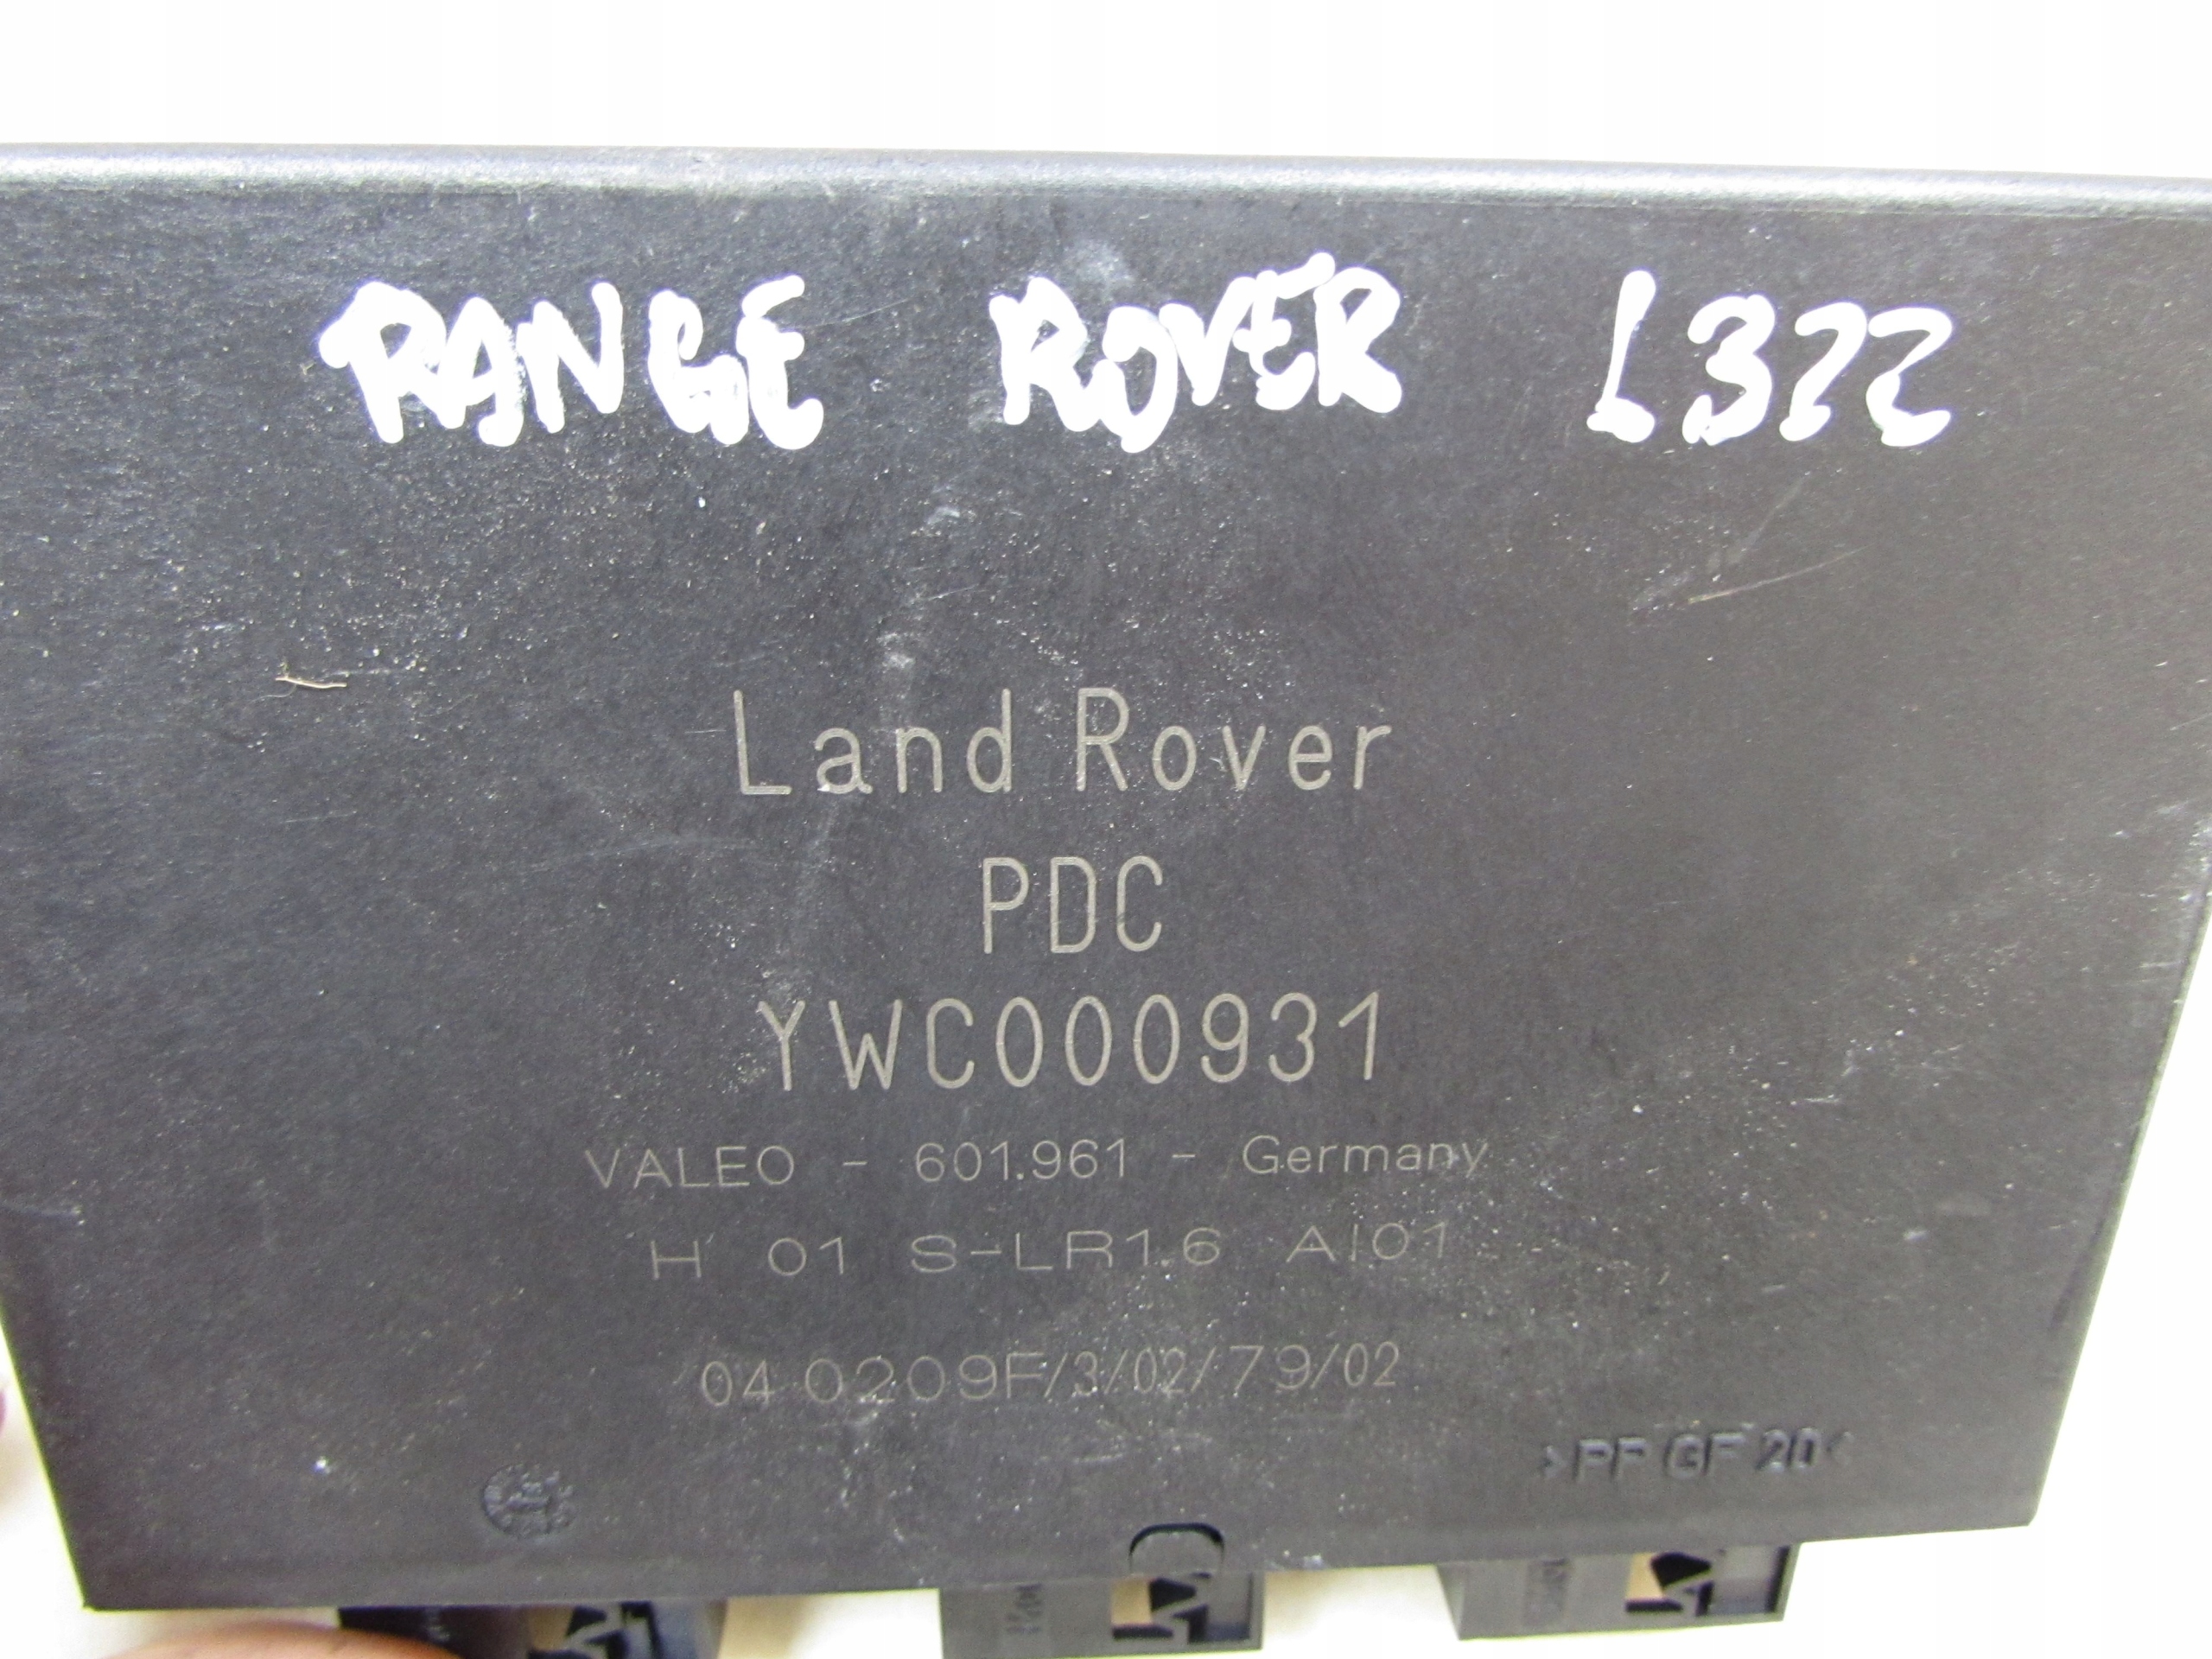 RANGE ROVER L322
Land Rover
PDC
YWC000931
VALEO - 601.961 - Germany
H 01 S-LR1.6 A|01
04 0209F/3/02/79/02
>PP GF 20<